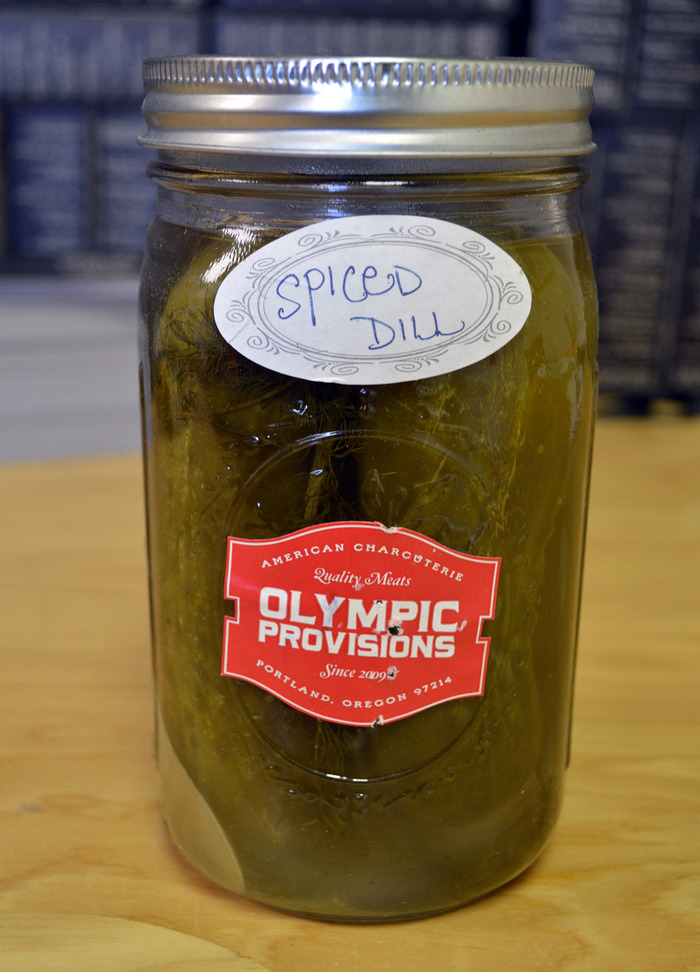 SPICED
DILL
AMERICAN CHARCUTERIE
Quality Meats
OLYMPIC
PROVISIONS
Since 2009
PORTLAND, OREGON 97214